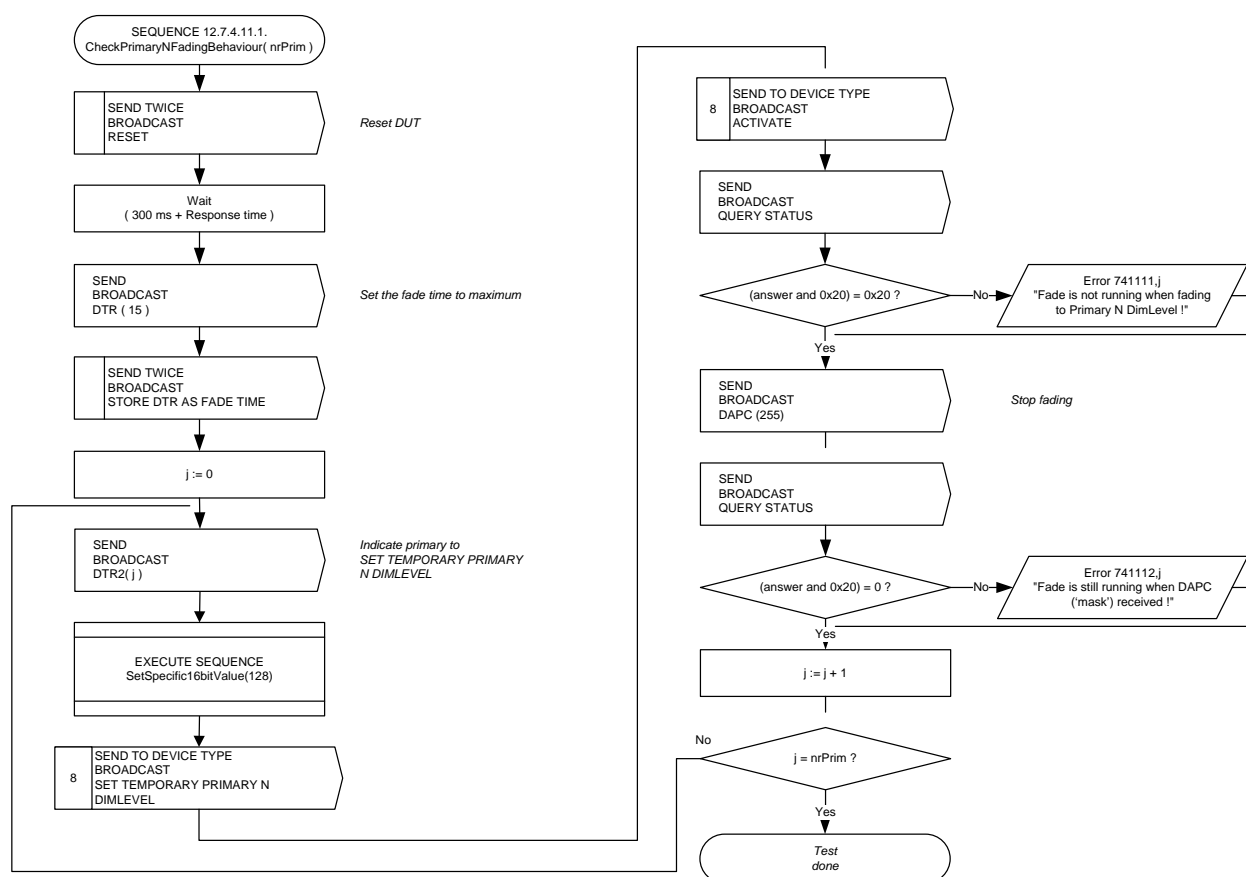 SEQUENCE 12.7.4.11.1.
CheckPrimaryNFadingBehaviour( nrPrim )
SEND TWICE
BROADCAST
RESET
Reset DUT
Wait
( 300 ms + Response time )
SEND
BROADCAST
DTR ( 15 )
Set the fade time to maximum
SEND TWICE
BROADCAST
STORE DTR AS FADE TIME
j := 0
SEND
BROADCAST
DTR2( j )
Indicate primary to
SET TEMPORARY PRIMARY
N DIMLEVEL
EXECUTE SEQUENCE
SetSpecific16bitValue(128)
8
SEND TO DEVICE TYPE
BROADCAST
SET TEMPORARY PRIMARY N
DIMLEVEL
8
SEND TO DEVICE TYPE
BROADCAST
ACTIVATE
SEND
BROADCAST
QUERY STATUS
(answer and 0x20) = 0x20 ?
No
Error 741111,j
"Fade is not running when fading
to Primary N DimLevel !"
Yes
SEND
BROADCAST
DAPC (255)
Stop fading
SEND
BROADCAST
QUERY STATUS
(answer and 0x20) = 0 ?
No
Error 741112,j
"Fade is still running when DAPC
(‘mask’) received !"
Yes
j := j + 1
No
j = nrPrim ?
Yes
Test
done